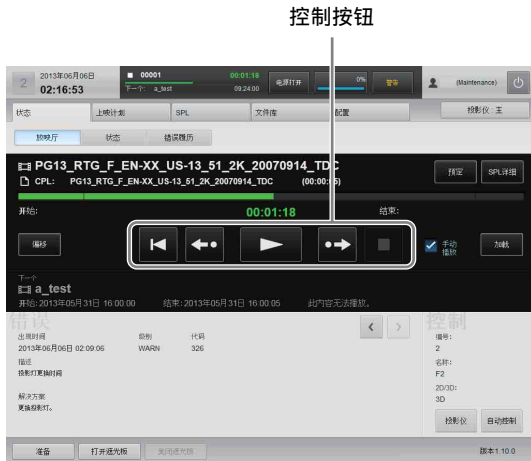 控制按钮
2 2013年06月06日 ■ 00001 00:01:18 电源打开 0% 警告 (Maintenance)
02:16:53 下一个: a_test 09:24:00
状态 上映计划 SPL 文件库 配置 投影仪 : 主
放映厅 状态 错误履历
PG13_RTG_F_EN-XX_US-13_51_2K_20070914_TDC 预定 SPL详细
CPL: PG13_RTG_F_EN-XX_US-13_51_2K_20070914_TDC (00:00:05)
开始: 00:01:18 结束:
偏移 手动播放 加载
下一个
a_test
开始:2013年05月31日 16:00:00 结束:2013年05月31日 16:00:05 此内容无法播放。
错误 < > 控制
出现时间 级别 代码 编号:
2013年06月06日 02:09:06 WARN 326 2
描述 名称:
投影灯更换时间 F2
2D/3D:
解决方案 3D
更换投影灯。
投影仪 自动控制
准备 打开遮光板 关闭遮光板 版本1.10.0